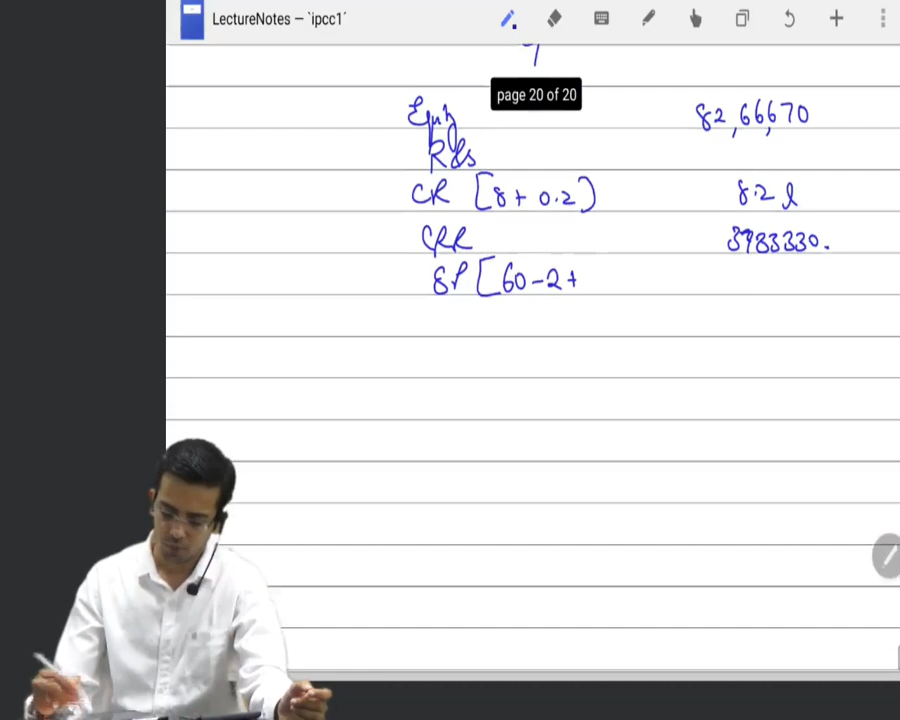 LectureNotes – `ipcc1´
page 20 of 20
Equity 82,66,670
R&S
CR [8 + 0.2) 8.2 l
CRR 3983330.
SP [60 - 2 +